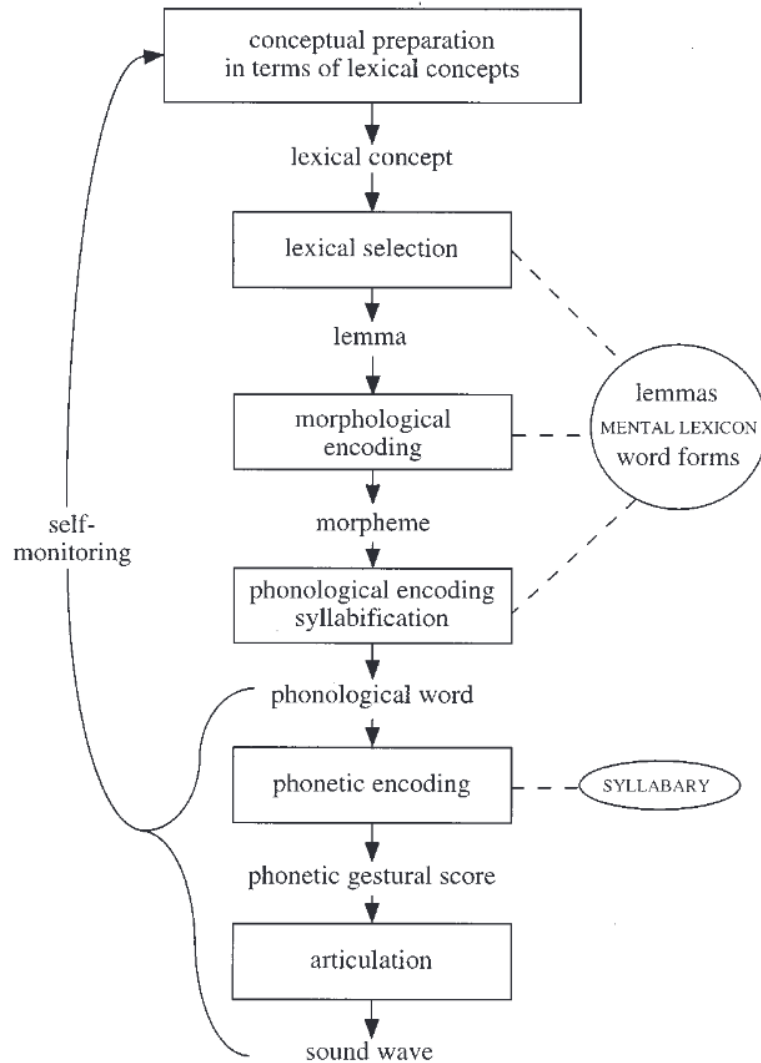 conceptual preparation
in terms of lexical concepts
lexical concept
lexical selection
lemma
lemmas
MENTAL LEXICON
word forms
morphological
encoding
morpheme
self-
monitoring
phonological encoding
syllabification
phonological word
phonetic encoding
SYLLABARY
phonetic gestural score
articulation
sound wave